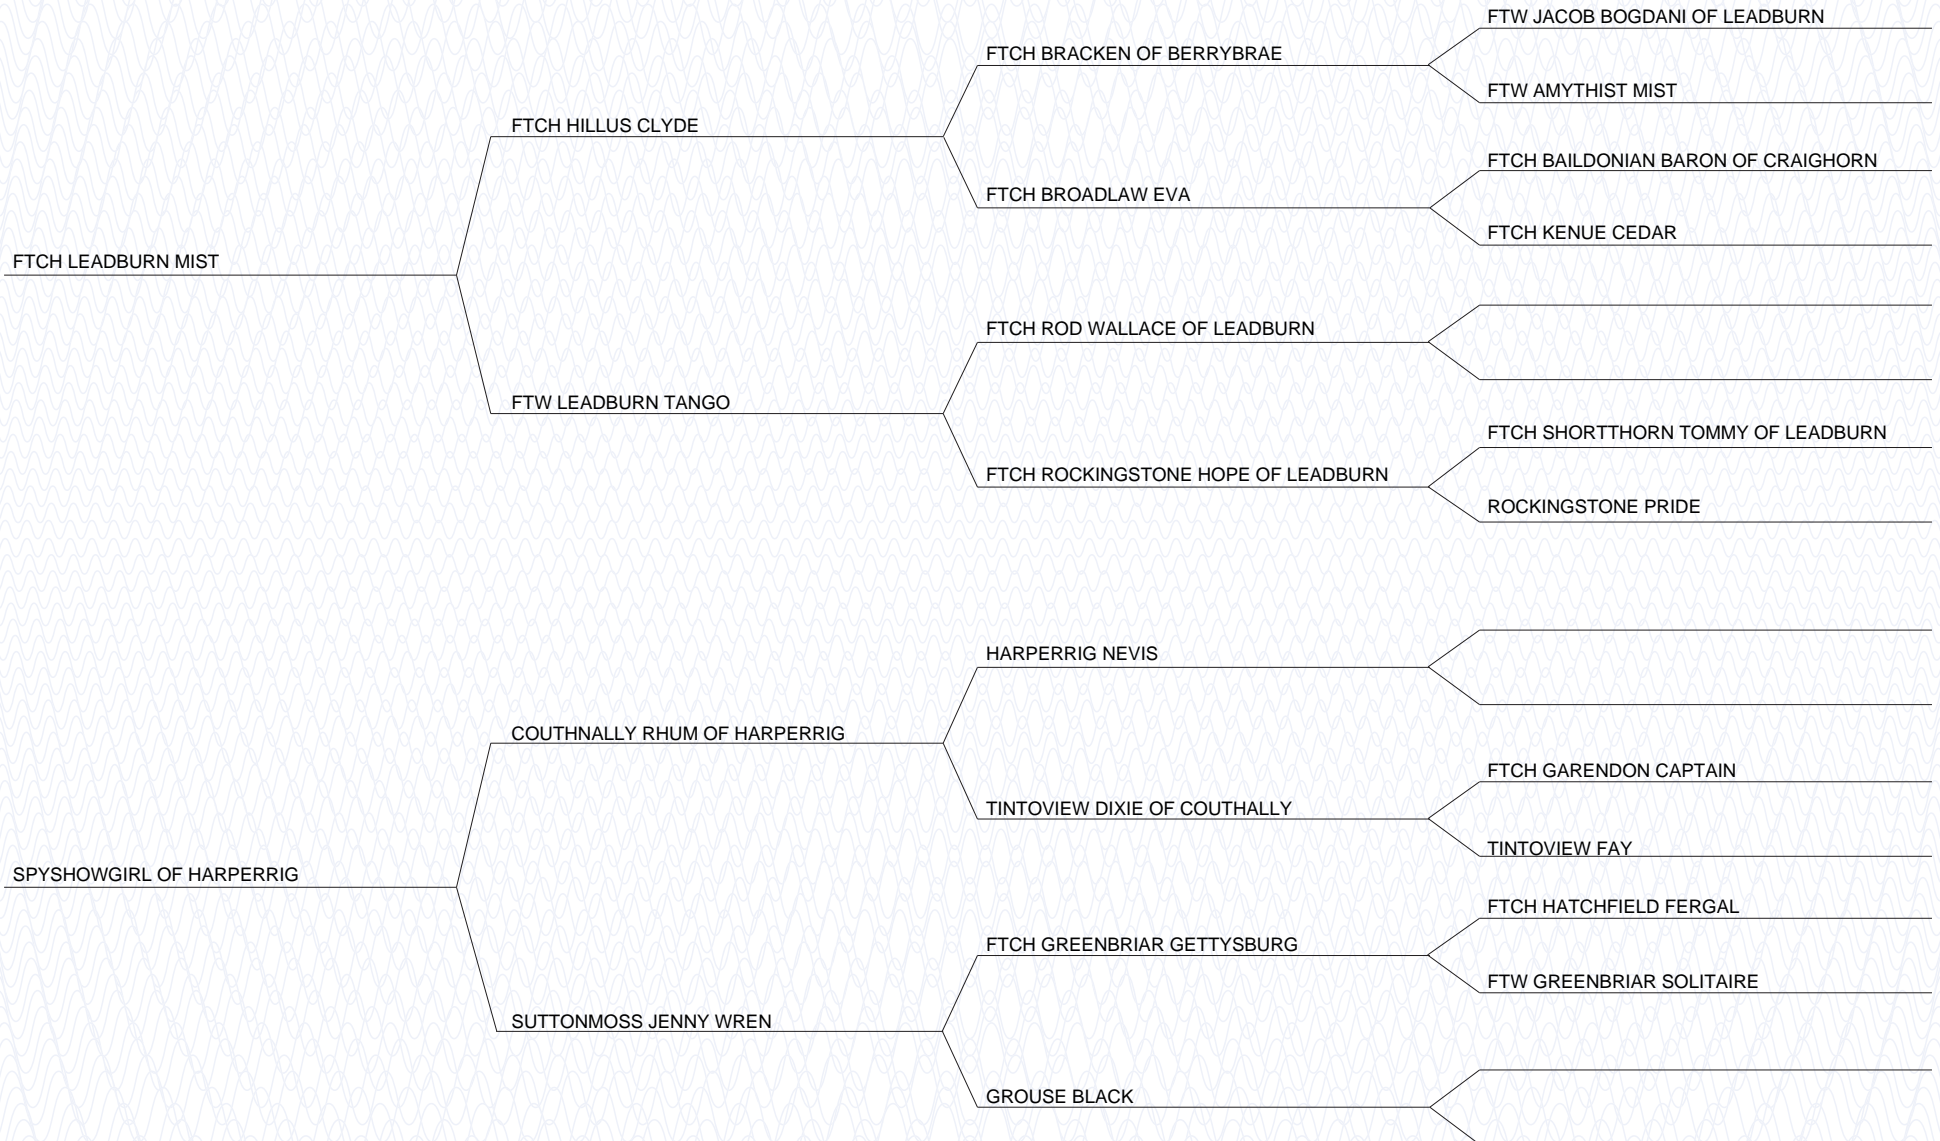 FTW JACOB BOGDANI OF LEADBURN
FTCH BRACKEN OF BERRYBRAE
FTW AMYTHIST MIST
FTCH HILLUS CLYDE
FTCH BAILDONIAN BARON OF CRAIGHORN
FTCH BROADLAW EVA
FTCH KENUE CEDAR
FTCH LEADBURN MIST
FTCH ROD WALLACE OF LEADBURN
FTW LEADBURN TANGO
FTCH SHORTTHORN TOMMY OF LEADBURN
FTCH ROCKINGSTONE HOPE OF LEADBURN
ROCKINGSTONE PRIDE
HARPERRIG NEVIS
COUTHNALLY RHUM OF HARPERRIG
FTCH GARENDON CAPTAIN
TINTOVIEW DIXIE OF COUTHALLY
TINTOVIEW FAY
SPYSHOWGIRL OF HARPERRIG
FTCH HATCHFIELD FERGAL
FTCH GREENBRIAR GETTYSBURG
FTW GREENBRIAR SOLITAIRE
SUTTONMOSS JENNY WREN
GROUSE BLACK